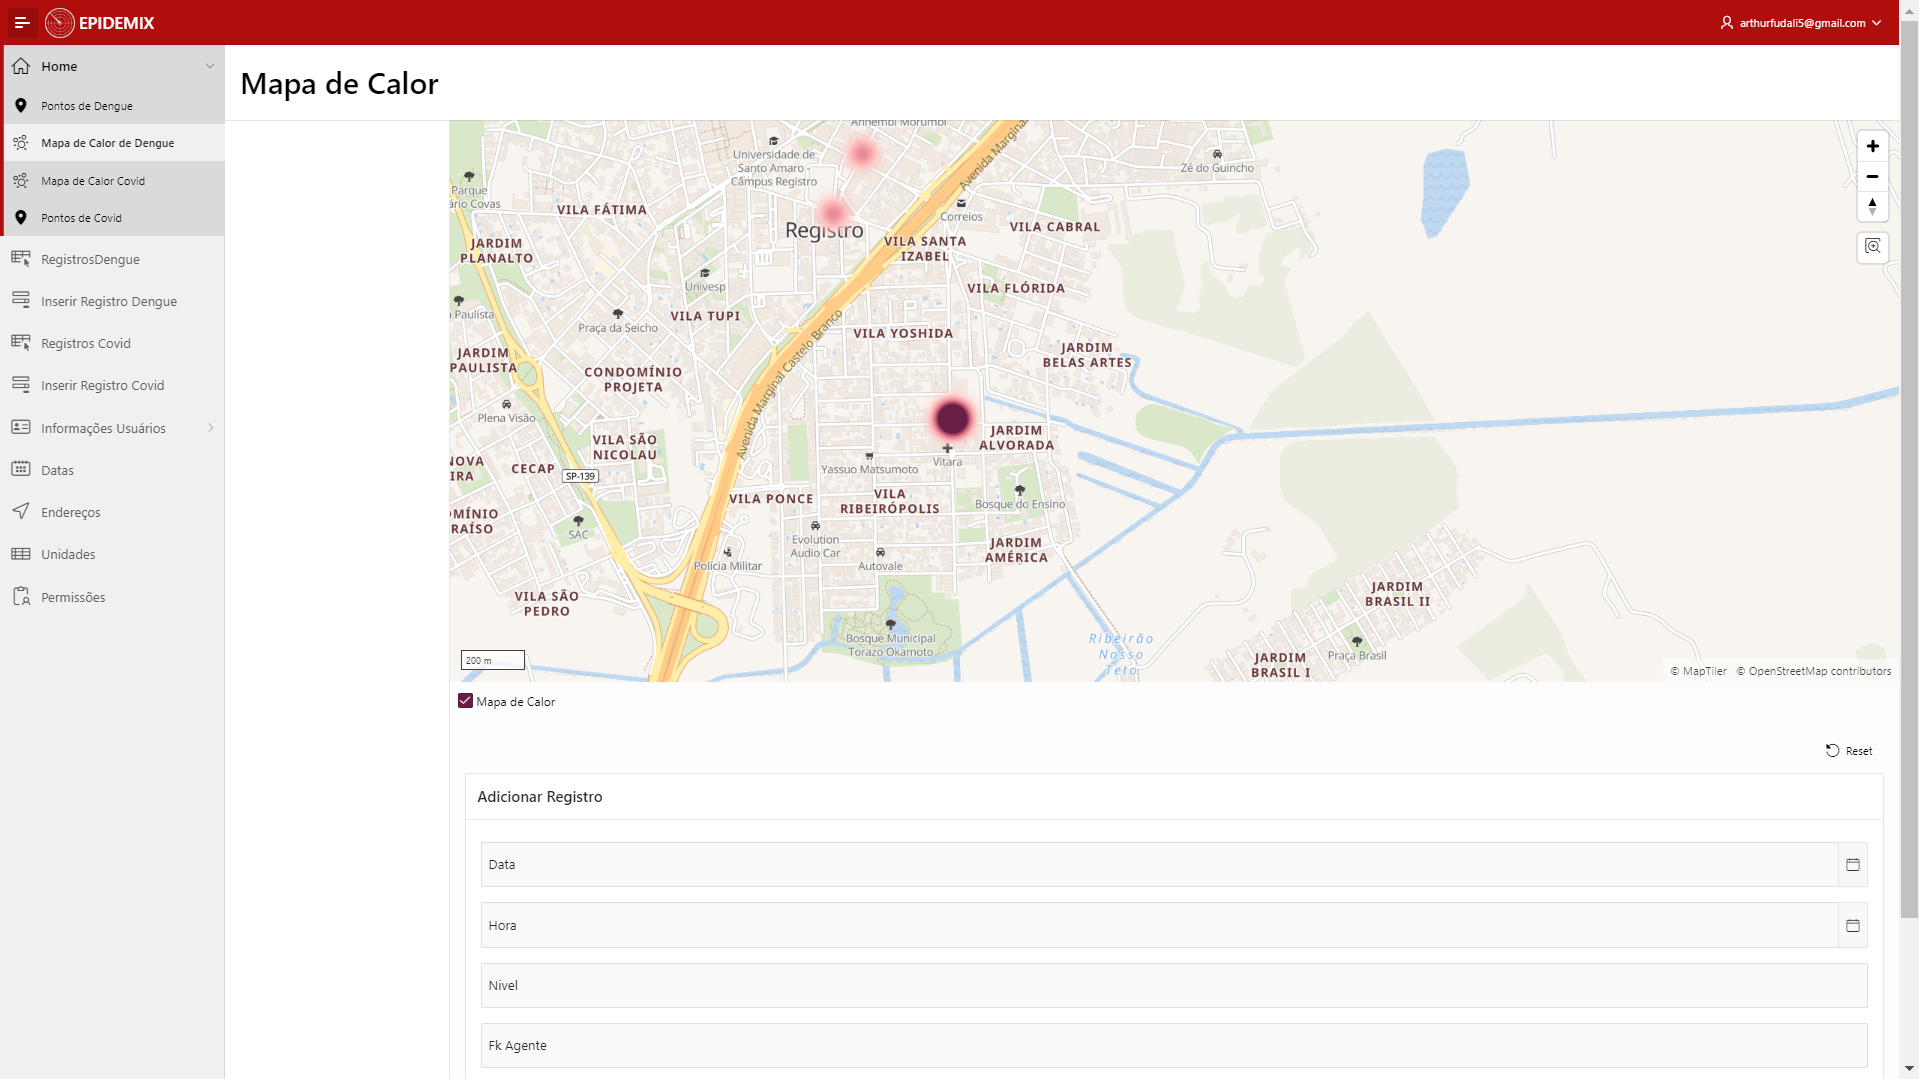 EPIDEMIX
arthurfudali5@gmail.com
Home
Pontos de Dengue
Mapa de Calor de Dengue
Mapa de Calor Covid
Pontos de Covid
RegistrosDengue
Inserir Registro Dengue
Registros Covid
Inserir Registro Covid
Informações Usuários
Datas
Endereços
Unidades
Permissões
Mapa de Calor
Anhembi Morumbi
Universidade de
Santo Amaro -
Câmpus Registro
Avenida Marginal
Zé do Guincho
Parque
ário Covas
VILA FÁTIMA
Correios
Registro
VILA CABRAL
JARDIM
PLANALTO
VILA SANTA
IZABEL
Univesp
VILA FLÓRIDA
a Paulista
VILA TUPI
Praça da Seicho
VILA YOSHIDA
Avenida Marginal Castelo Branco
JARDIM
BELAS ARTES
JARDIM
PAULISTA
CONDOMÍNIO
PROJETA
Plena Visão
JARDIM
ALVORADA
VILA SÃO
NICOLAU
NOVA
IRA
CECAP
SP-139
Yassuo Matsumoto
Vitara
VILA PONCE
VILA
RIBEIRÓPOLIS
Bosque do Ensino
OMÍNIO
RAÍSO
SAC
Evolution
Audio Car
JARDIM
AMÉRICA
Polícia Militar
Autovale
VILA SÃO
PEDRO
JARDIM
BRASIL II
Bosque Municipal
Torazo Okamoto
Ribeirão
Nosso
Teto
Praça Brasil
JARDIM
BRASIL I
200 m
© MapTiler © OpenStreetMap contributors
Mapa de Calor
Reset
Adicionar Registro
Data
Hora
Nivel
Fk Agente